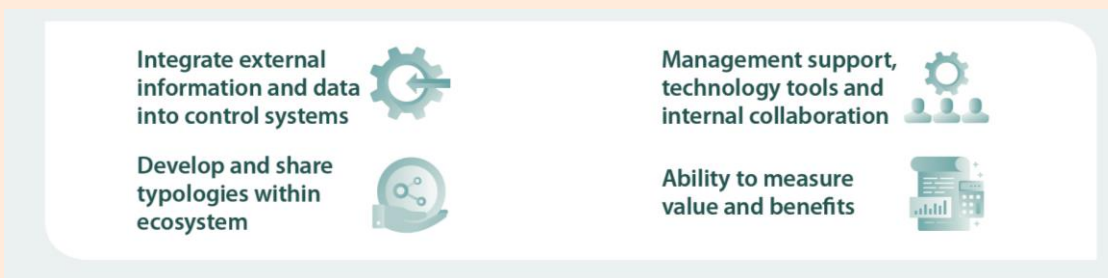 Integrate external
information and data
into control systems
Develop and share
typologies within
ecosystem
Management support,
technology tools and
internal collaboration
Ability to measure
value and benefits